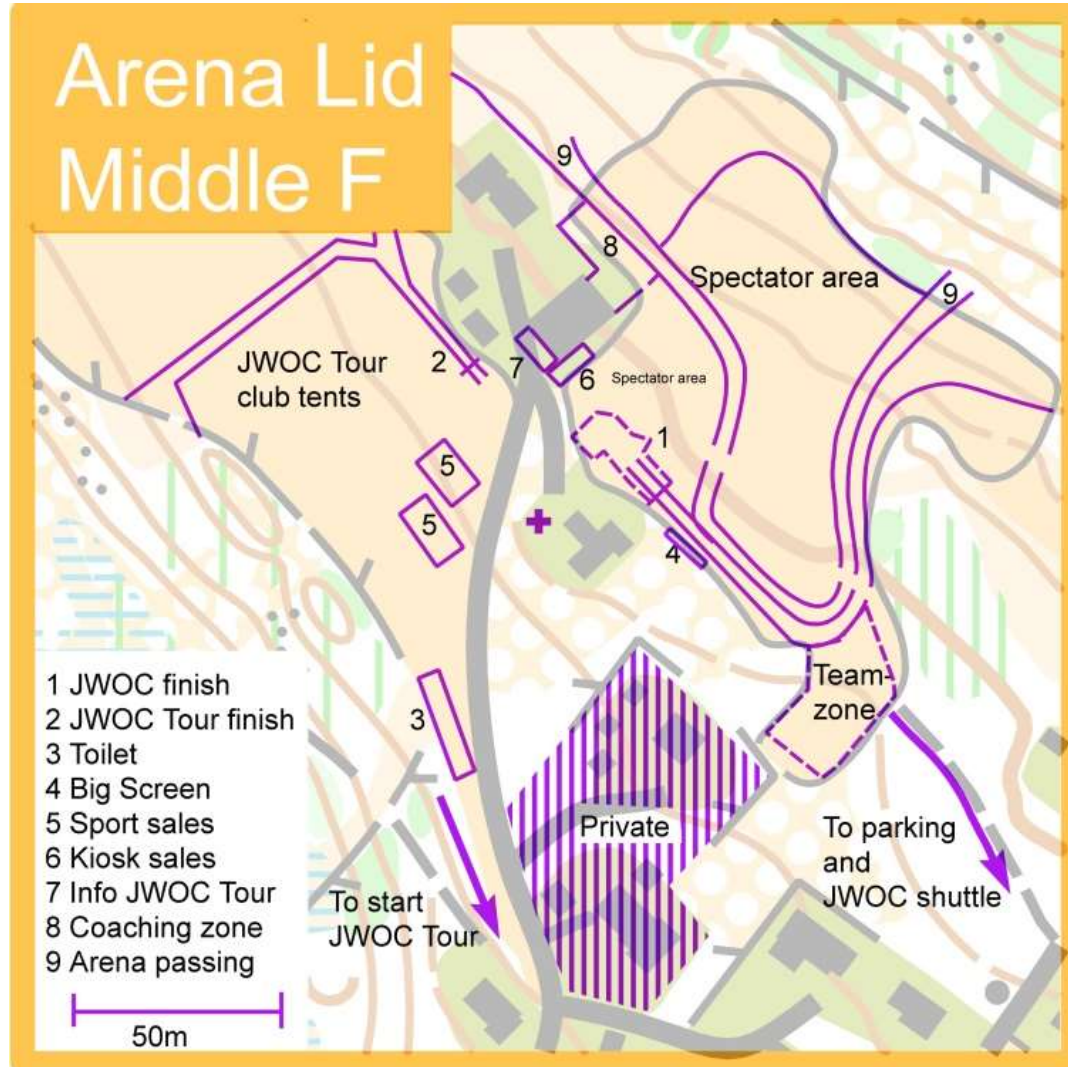 Arena Lid
Middle F
9
8
Spectator area
9
JWOC Tour
club tents
2
7
6
Spectator area
1
5
5
4
3
Team-
zone
Private
To parking
and
JWOC shuttle
To start
JWOC Tour
1 JWOC finish
2 JWOC Tour finish
3 Toilet
4 Big Screen
5 Sport sales
6 Kiosk sales
7 Info JWOC Tour
8 Coaching zone
9 Arena passing
50m